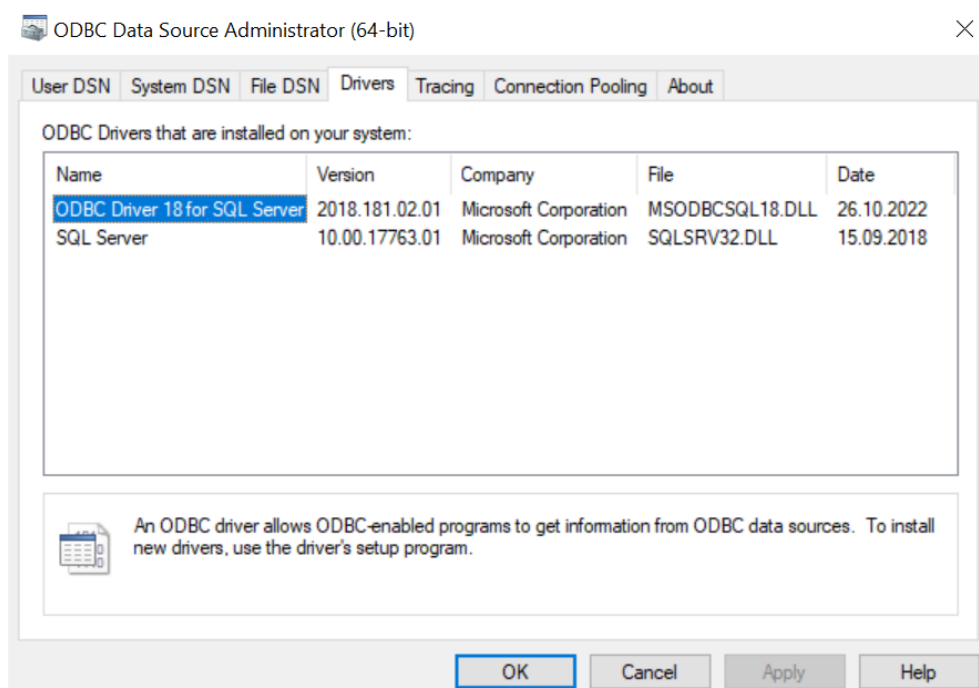 ODBC Data Source Administrator (64-bit)
User DSN System DSN File DSN Drivers Tracing Connection Pooling About
ODBC Drivers that are installed on your system:
Name Version Company File Date
ODBC Driver 18 for SQL Server 2018.181.02.01 Microsoft Corporation MSODBCSQL18.DLL 26.10.2022
SQL Server 10.00.17763.01 Microsoft Corporation SQLSRV32.DLL 15.09.2018
An ODBC driver allows ODBC-enabled programs to get information from ODBC data sources. To install
new drivers, use the driver's setup program.
OK Cancel Apply Help